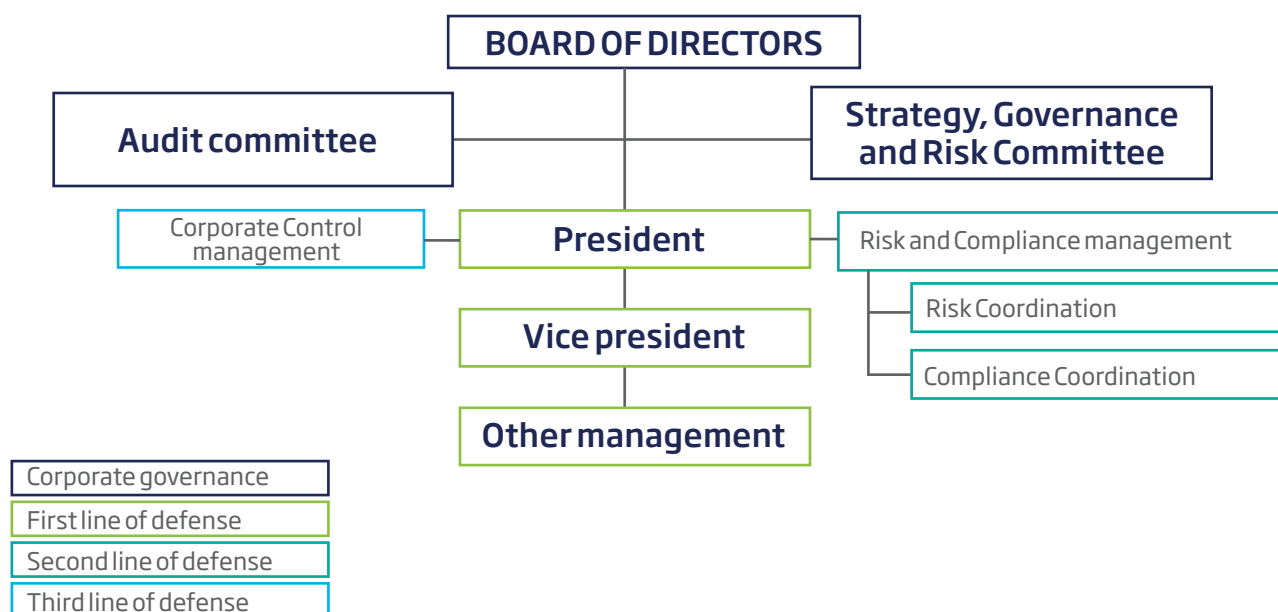 BOARD OF DIRECTORS
Audit committee
Strategy, Governance
and Risk Committee
Corporate Control
management
President
Risk and Compliance management
Risk Coordination
Vice president
Compliance Coordination
Other management
Corporate governance
First line of defense
Second line of defense
Third line of defense